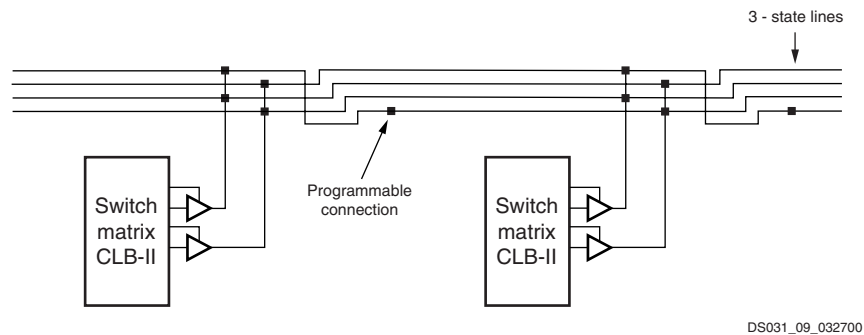 3 - state lines
Programmable
connection
Switch
matrix
CLB-II
Switch
matrix
CLB-II
DS031_09_032700